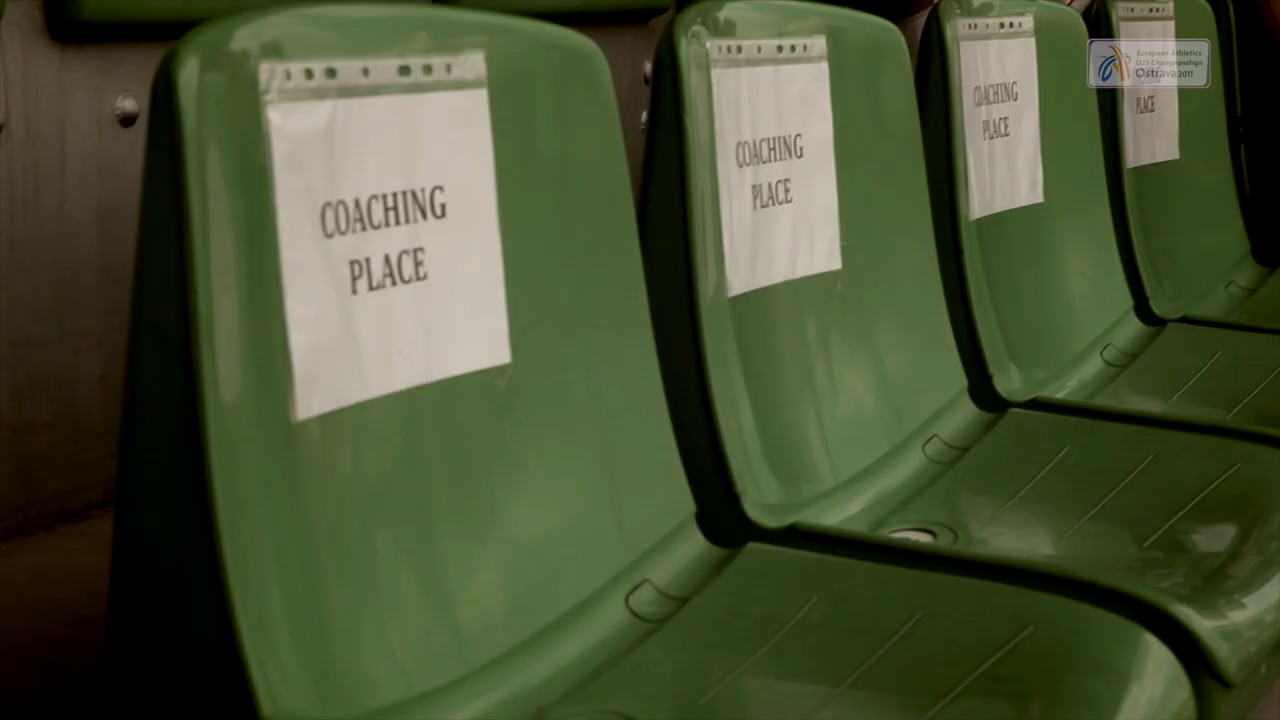 COACHING
PLACE
COACHING
PLACE
COACHING
PLACE
PLACE
European Athletics
U23 Championships
Ostrava 2011